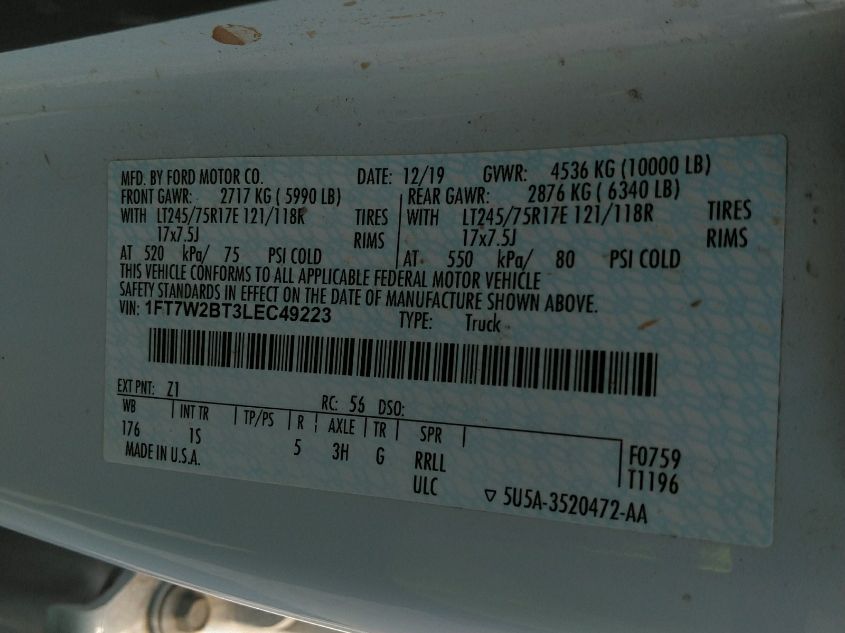 MFD. BY FORD MOTOR CO. DATE: 12/19 GVWR: 4536 KG (10000 LB)
FRONT GAWR: 2717 KG ( 5990 LB) REAR GAWR: 2876 KG ( 6340 LB)
WITH LT245/75R17E 121/118R TIRES WITH LT245/75R17E 121/118R TIRES
17x7.5J RIMS 17x7.5J RIMS
AT 520 kPa/ 75 PSI COLD AT 550 kPa/ 80 PSI COLD
THIS VEHICLE CONFORMS TO ALL APPLICABLE FEDERAL MOTOR VEHICLE
SAFETY STANDARDS IN EFFECT ON THE DATE OF MANUFACTURE SHOWN ABOVE.
VIN: 1FT7W2BT3LEC49223 TYPE: Truck
EXT PNT: Z1 RC: 56 DSO:
WB INT TR TP/PS R AXLE TR SPR
176 1S 5 3H G RRLL F0759
MADE IN U.S.A. ULC T1196
5U5A-3520472-AA